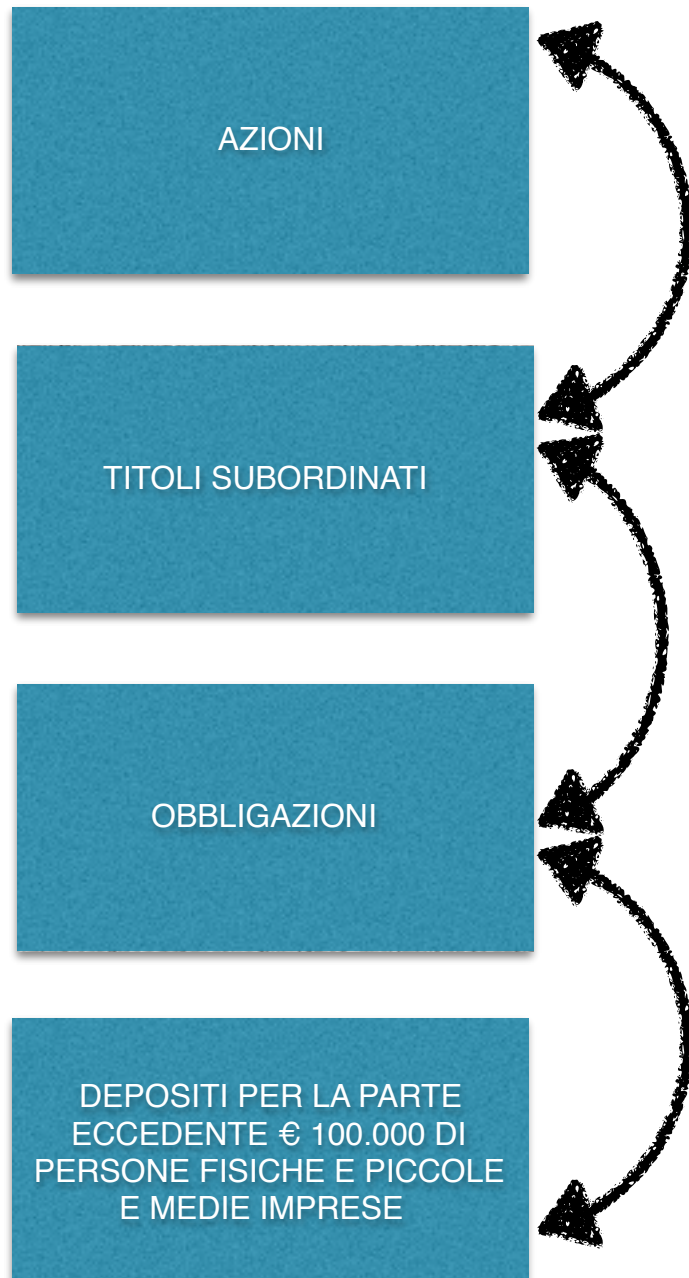 AZIONI
TITOLI SUBORDINATI
OBBLIGAZIONI
DEPOSITI PER LA PARTE
ECCEDENTE € 100.000 DI
PERSONE FISICHE E PICCOLE
E MEDIE IMPRESE